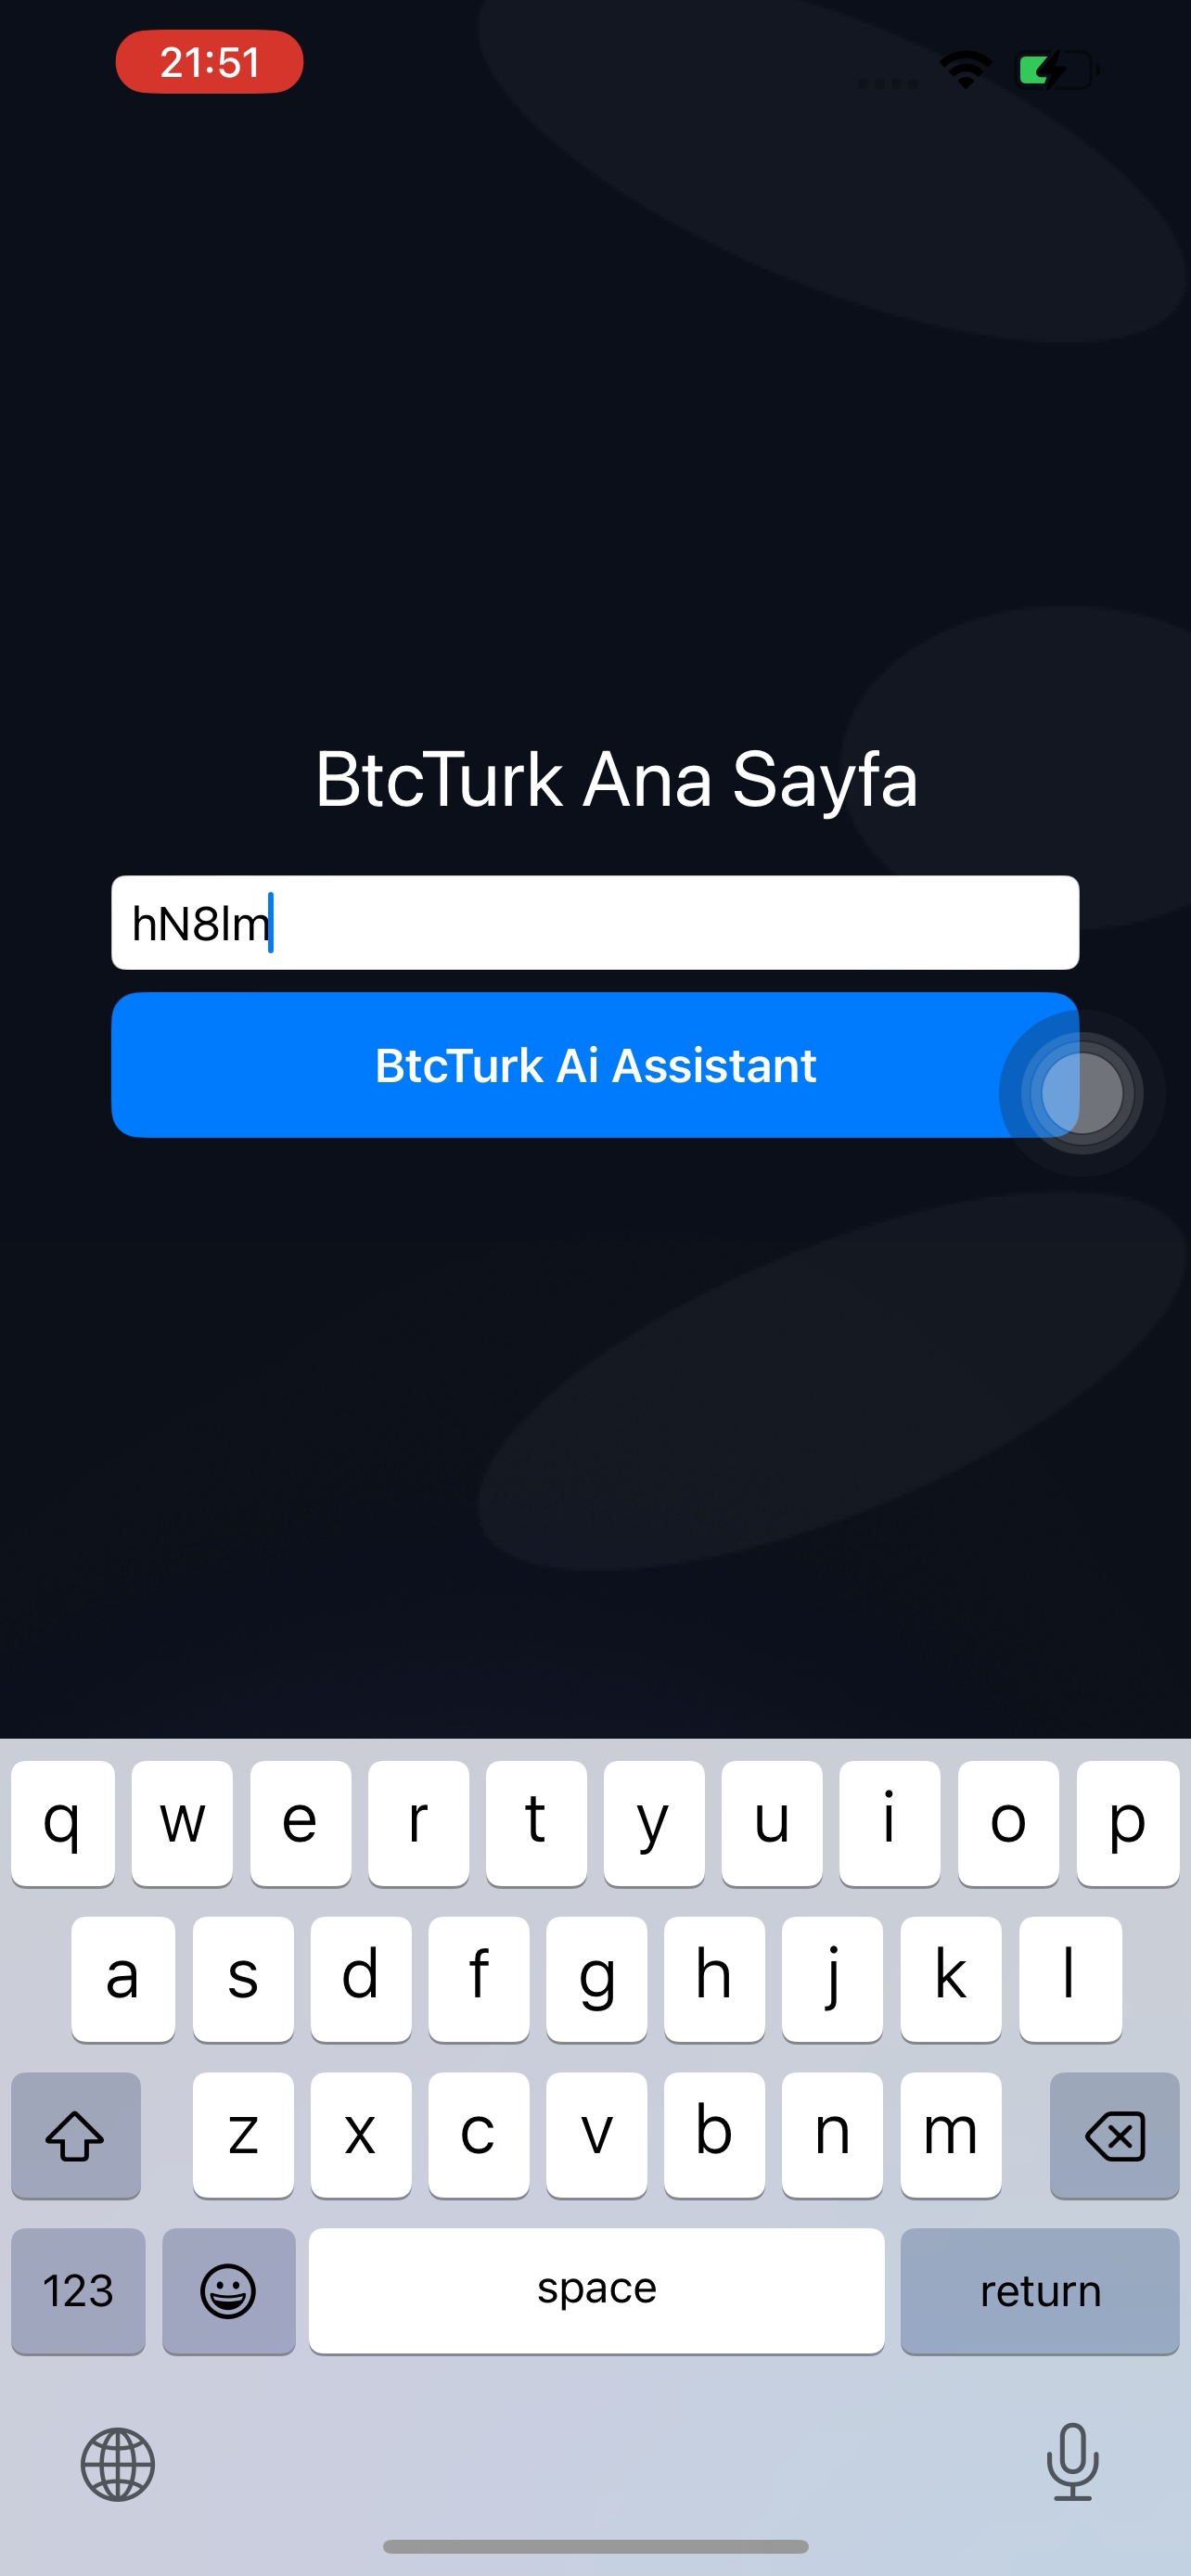 21:51
BtcTurk Ana Sayfa
hN8lm
BtcTurk Ai Assistant
q w e r t y u i o p
a s d f g h j k l
z x c v b n m
123 space return